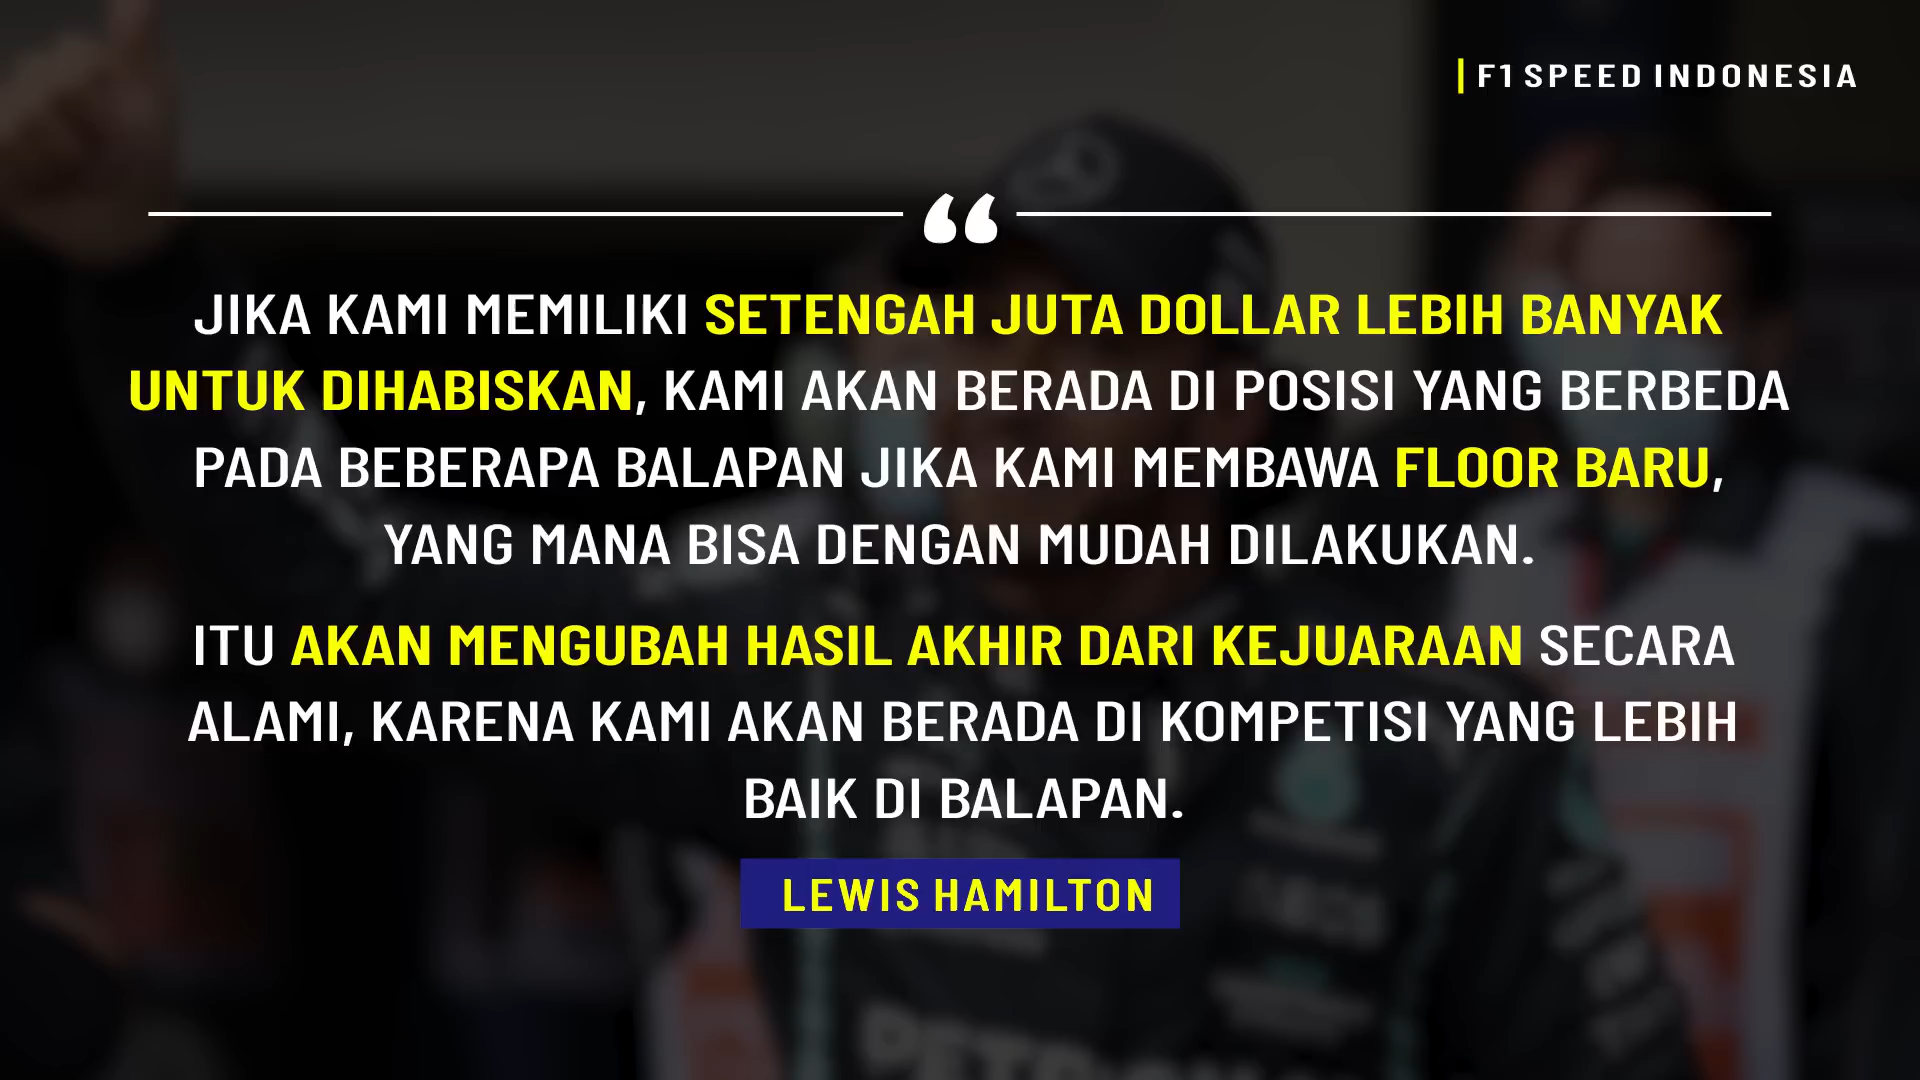 F1 SPEED INDONESIA
“
JIKA KAMI MEMILIKI SETENGAH JUTA DOLLAR LEBIH BANYAK
UNTUK DIHABISKAN, KAMI AKAN BERADA DI POSISI YANG BERBEDA
PADA BEBERAPA BALAPAN JIKA KAMI MEMBAWA FLOOR BARU,
YANG MANA BISA DENGAN MUDAH DILAKUKAN.
ITU AKAN MENGUBAH HASIL AKHIR DARI KEJUARAAN SECARA
ALAMI, KARENA KAMI AKAN BERADA DI KOMPETISI YANG LEBIH
BAIK DI BALAPAN.
LEWIS HAMILTON